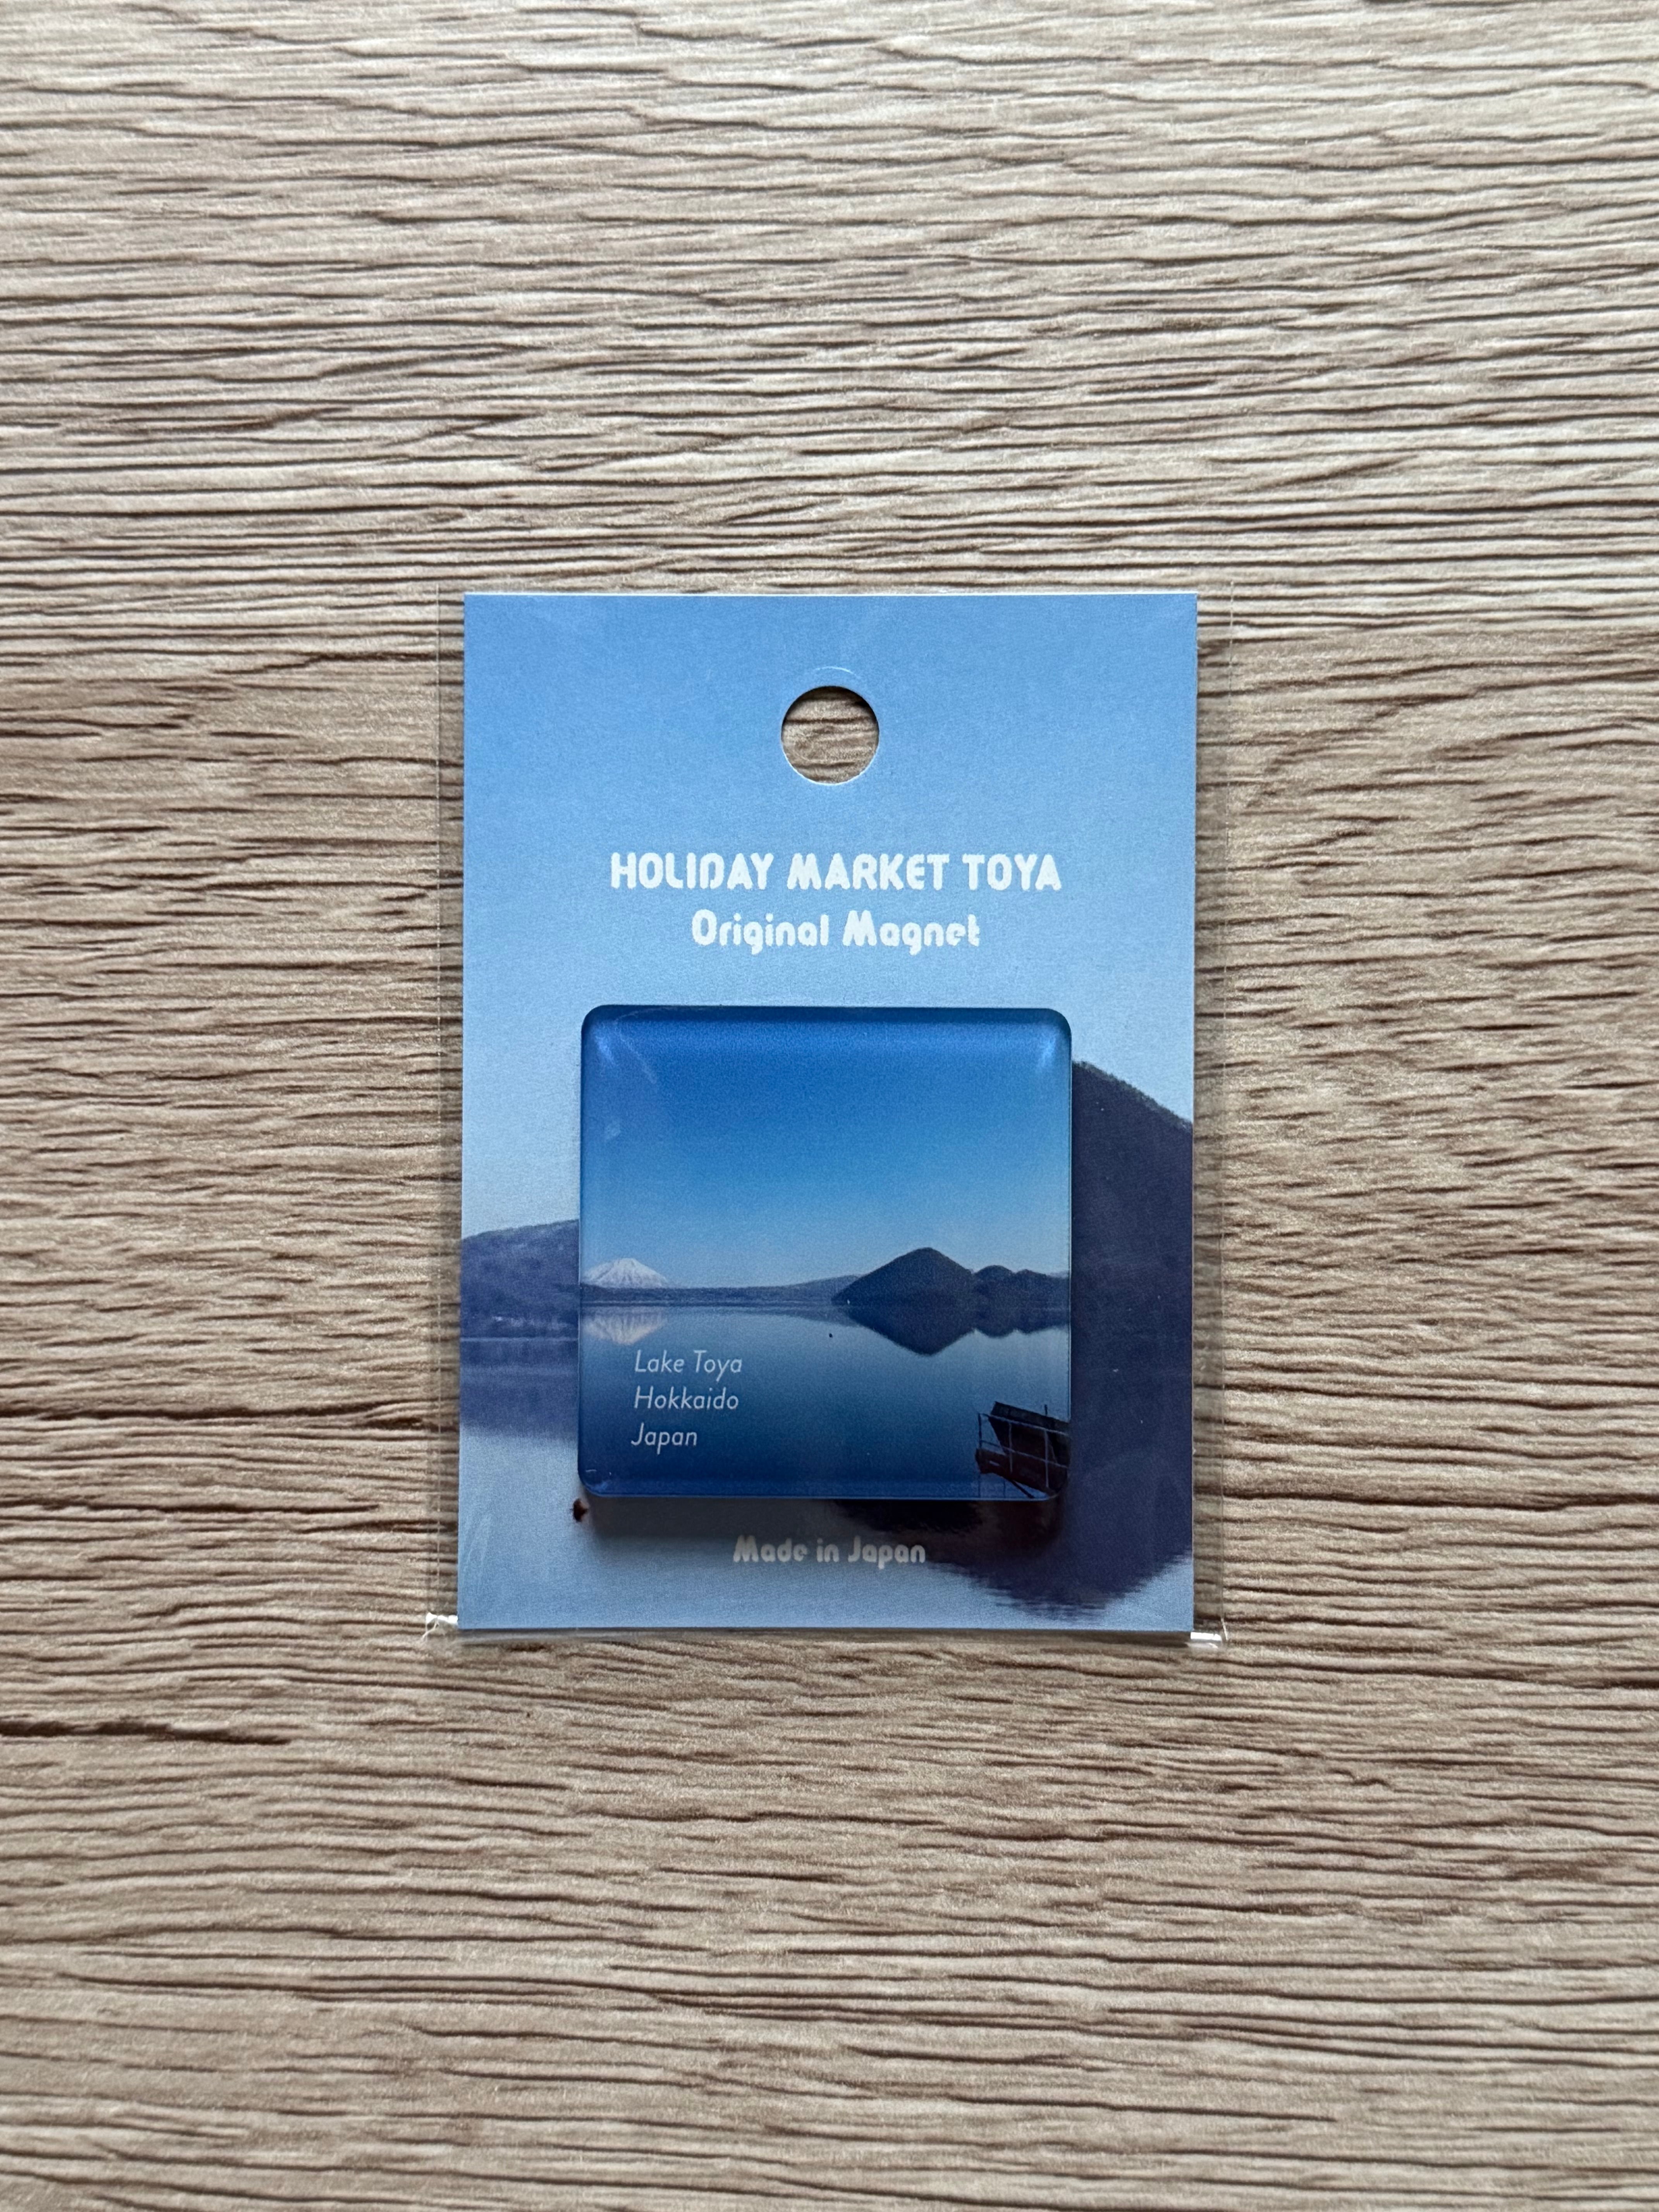 HOLIDAY MARKET TOYA
Original Magnet
Lake Toya
Hokkaido
Japan
Made in Japan